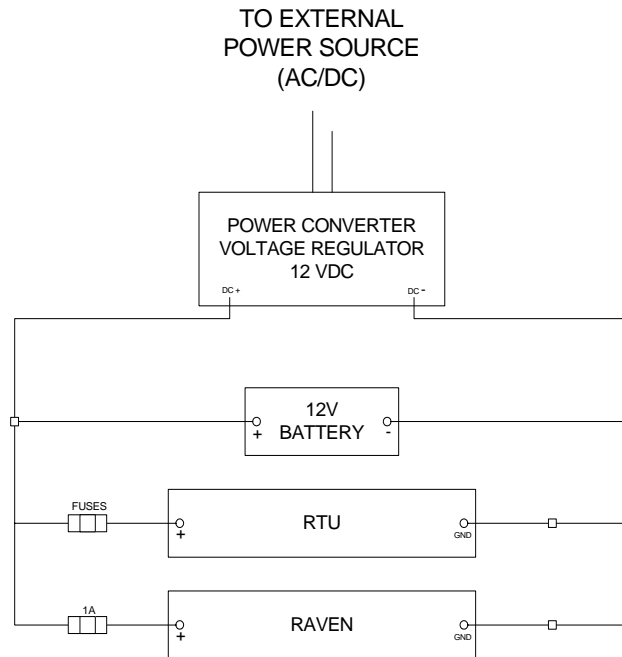 TO EXTERNAL
POWER SOURCE
(AC/DC)
POWER CONVERTER
VOLTAGE REGULATOR
12 VDC
DC + DC -
12V
+ BATTERY -
FUSES
RTU
+ GND
1A
RAVEN
+ GND